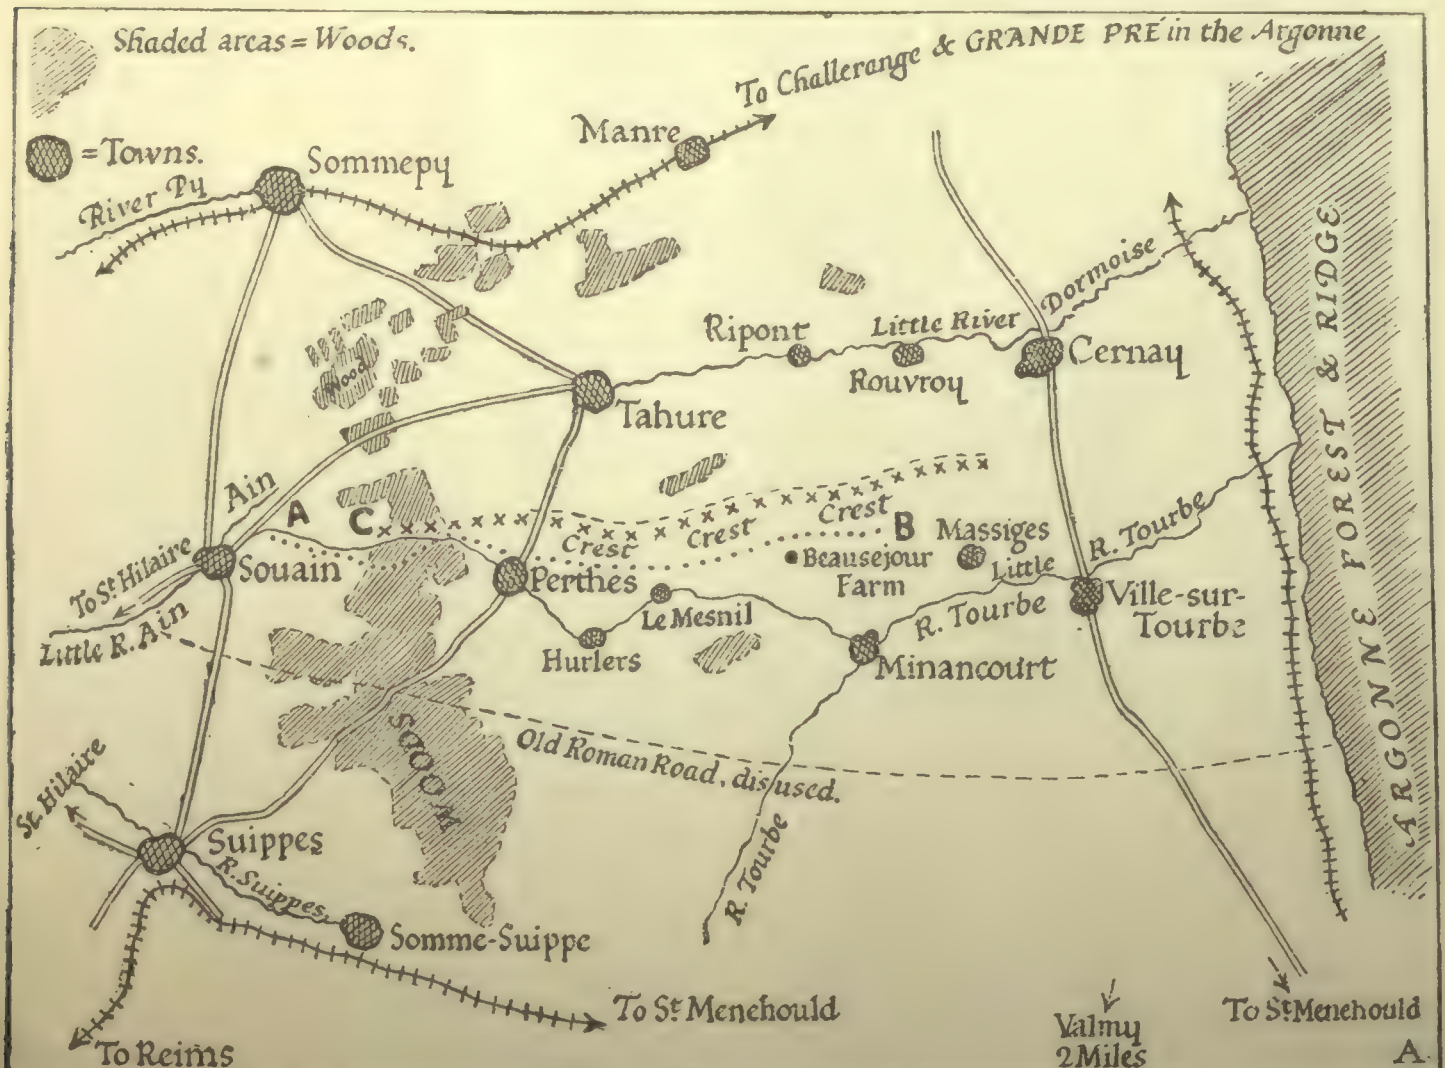 Shaded areas = Woods.
To Challerange & GRANDE PRÉ in the Argonne
= Towns.
Manre
Sommepy
River Py
Dormoise
Little River
Ripont
Rouvroy
Cernay
Wood
Tahure
ARGONNE FOREST & RIDGE
Ain
A
C
Crest
Crest
Crest
B
Massiges
R. Tourbe
To St Hilaire
Souain
Perthes
Beausejour
Farm
Little
R. Tourbe
Ville-sur-
Tourbe
Little R. Ain
Le Mesnil
Hurlers
Minancourt
WOODS
Old Roman Road, disused.
St. Hilaire
Suippes
R. Suippes.
R. Tourbe
Somme-Suippe
To St Menehould
To Reims
Valmy
2 Miles
To St Menehould
A